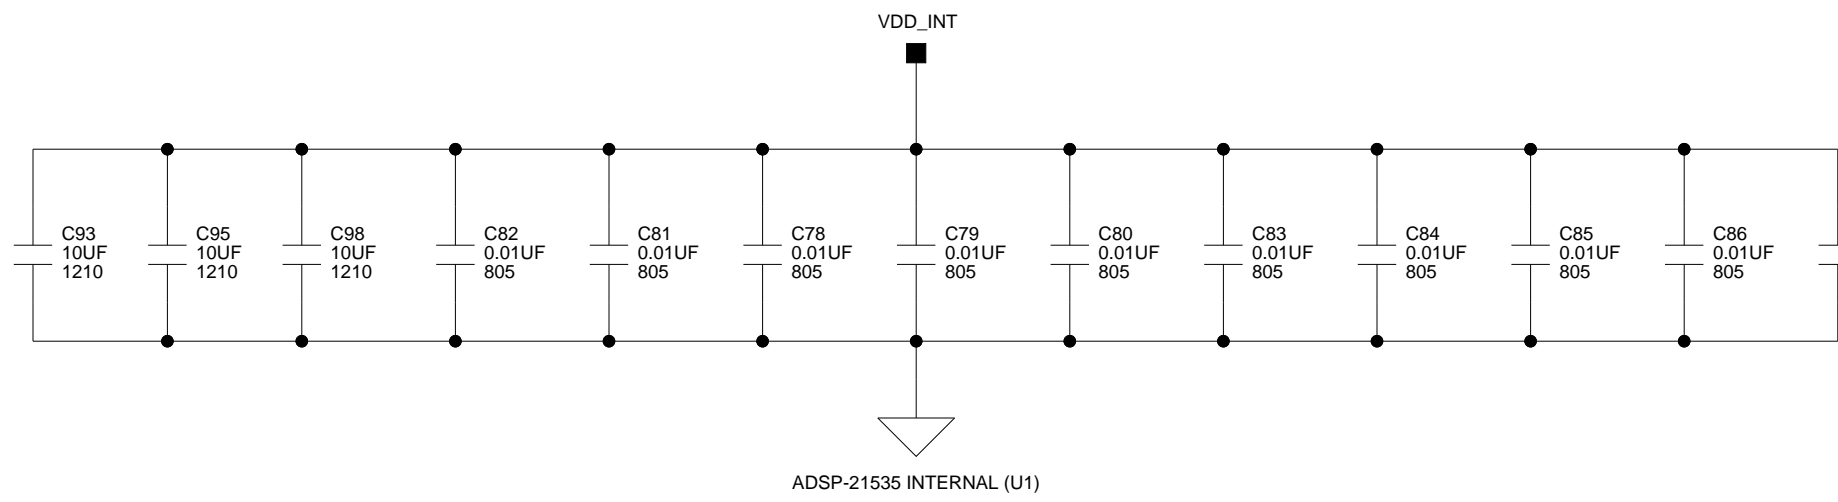 VDD_INT
C93
10UF
1210
C95
10UF
1210
C98
10UF
1210
C82
0.01UF
805
C81
0.01UF
805
C78
0.01UF
805
C79
0.01UF
805
C80
0.01UF
805
C83
0.01UF
805
C84
0.01UF
805
C85
0.01UF
805
C86
0.01UF
805
ADSP-21535 INTERNAL (U1)